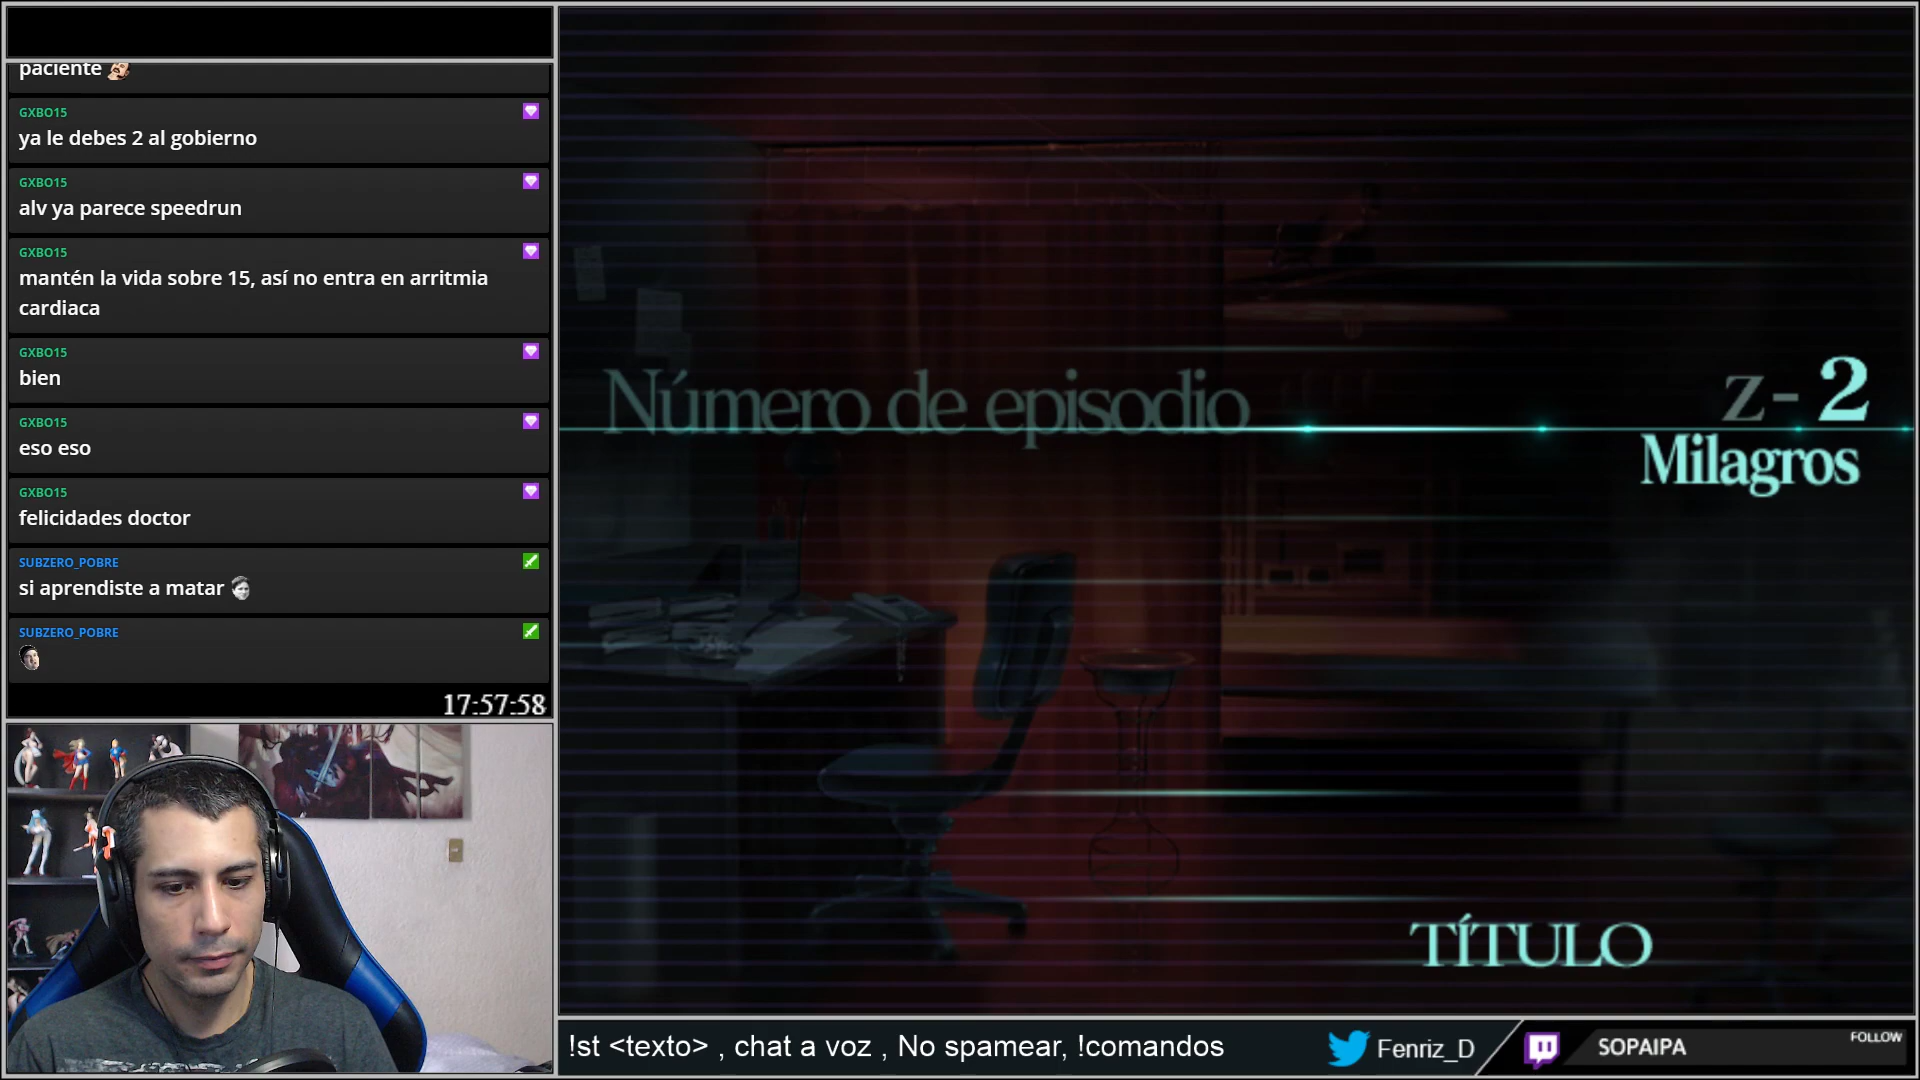 paciente
GXBO15
ya le debes 2 al gobierno
GXBO15
alv ya parece speedrun
GXBO15
mantén la vida sobre 15, así no entra en arritmia
cardiaca
GXBO15
bien
GXBO15
eso eso
GXBO15
felicidades doctor
SUBZERO_POBRE
si aprendiste a matar
SUBZERO_POBRE
17:57:58
Número de episodio
z- 2
Milagros
TÍTULO
!st <texto> , chat a voz , No spamear, !comandos
Fenriz_D
SOPAIPA
FOLLOW